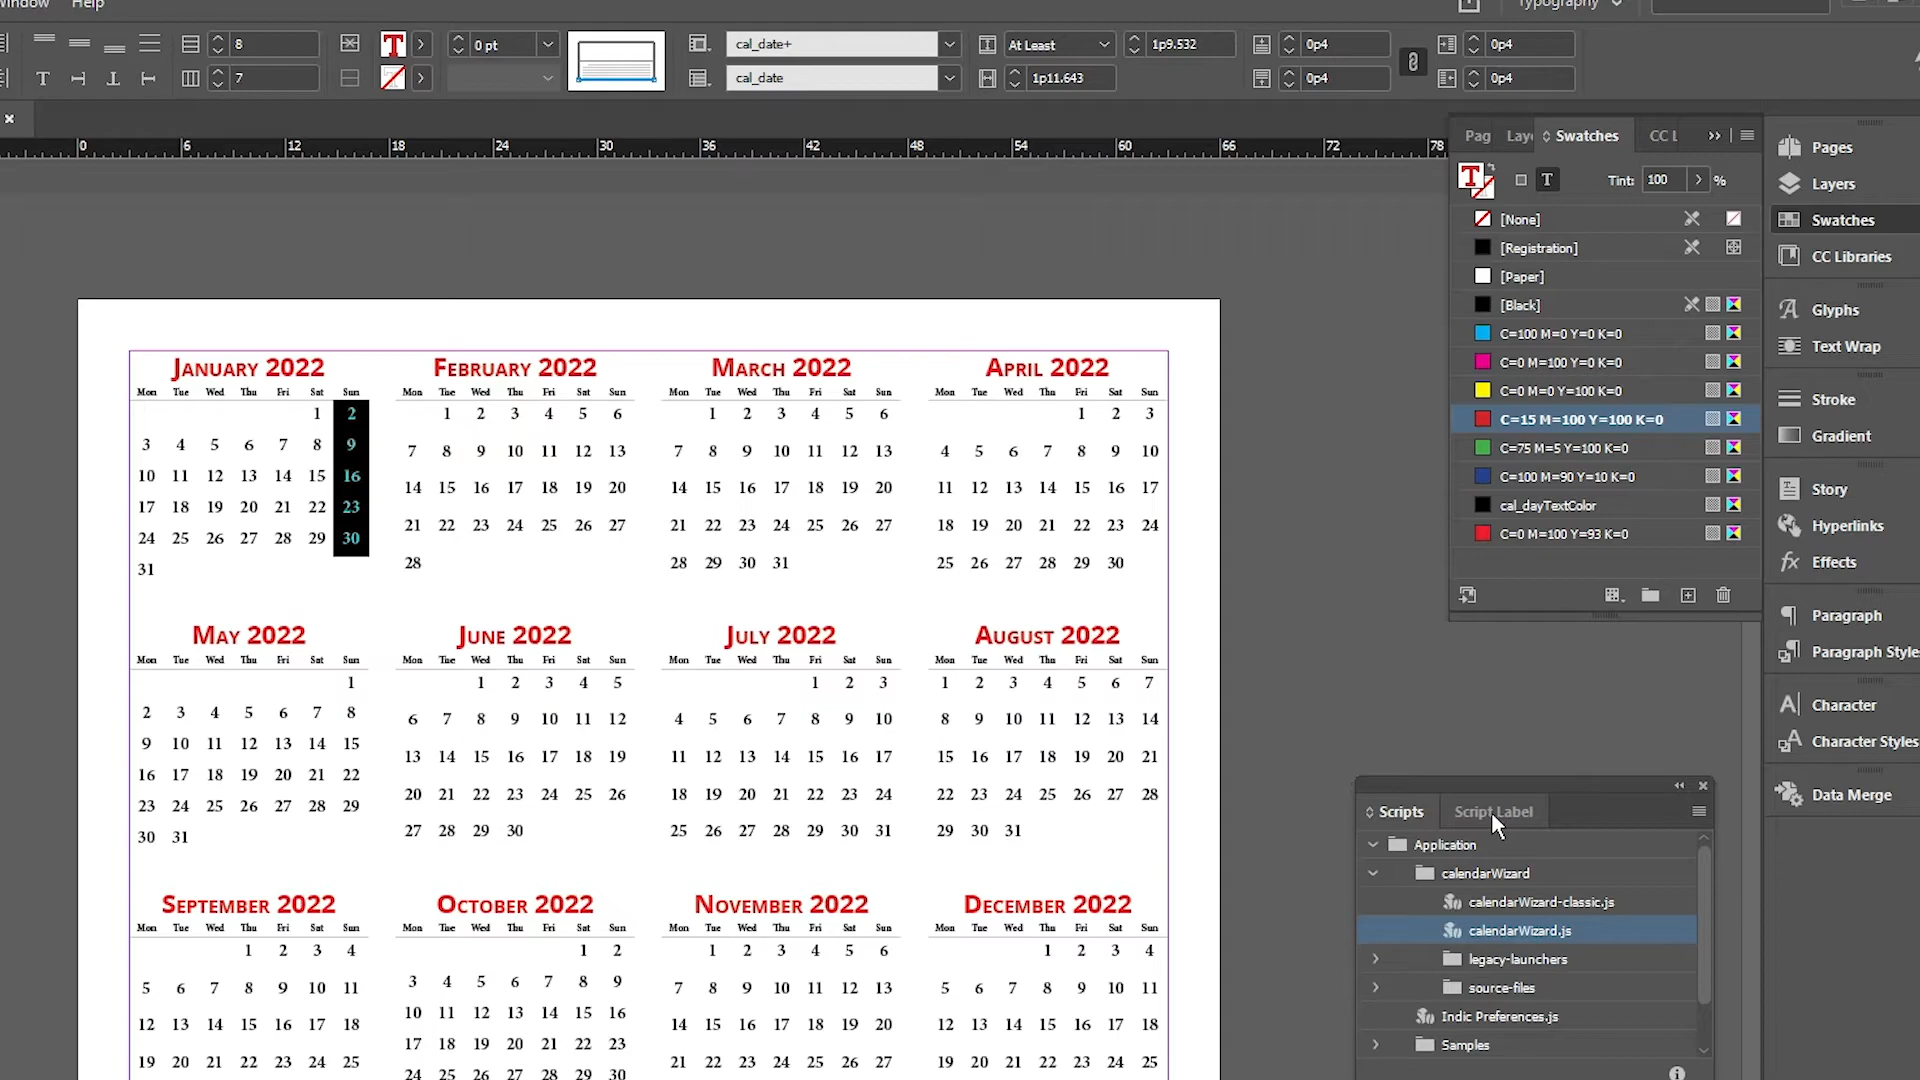 Window Help Typography
8 0 pt cal_date+ At Least 1p9.532 0p4 0p4
7 cal_date 1p11.643 0p4 0p4
0 6 12 18 24 30 36 42 48 54 60 66 72 78
Pag Lay Swatches CC L
T T Tint: 100 %
[None]
[Registration]
[Paper]
[Black]
C=100 M=0 Y=0 K=0
C=0 M=100 Y=0 K=0
C=0 M=0 Y=100 K=0
C=15 M=100 Y=100 K=0
C=75 M=5 Y=100 K=0
C=100 M=90 Y=10 K=0
cal_dayTextColor
C=0 M=100 Y=93 K=0
Pages
Layers
Swatches
CC Libraries
Glyphs
Text Wrap
Stroke
Gradient
Story
Hyperlinks
Effects
Paragraph
Paragraph Styles
Character
Character Styles
Data Merge
January 2022
Mon Tue Wed Thu Fri Sat Sun
1 2
3 4 5 6 7 8 9
10 11 12 13 14 15 16
17 18 19 20 21 22 23
24 25 26 27 28 29 30
31
February 2022
Mon Tue Wed Thu Fri Sat Sun
1 2 3 4 5 6
7 8 9 10 11 12 13
14 15 16 17 18 19 20
21 22 23 24 25 26 27
28
March 2022
Mon Tue Wed Thu Fri Sat Sun
1 2 3 4 5 6
7 8 9 10 11 12 13
14 15 16 17 18 19 20
21 22 23 24 25 26 27
28 29 30 31
April 2022
Mon Tue Wed Thu Fri Sat Sun
1 2 3
4 5 6 7 8 9 10
11 12 13 14 15 16 17
18 19 20 21 22 23 24
25 26 27 28 29 30
May 2022
Mon Tue Wed Thu Fri Sat Sun
1
2 3 4 5 6 7 8
9 10 11 12 13 14 15
16 17 18 19 20 21 22
23 24 25 26 27 28 29
30 31
June 2022
Mon Tue Wed Thu Fri Sat Sun
1 2 3 4 5
6 7 8 9 10 11 12
13 14 15 16 17 18 19
20 21 22 23 24 25 26
27 28 29 30
July 2022
Mon Tue Wed Thu Fri Sat Sun
1 2 3
4 5 6 7 8 9 10
11 12 13 14 15 16 17
18 19 20 21 22 23 24
25 26 27 28 29 30 31
August 2022
Mon Tue Wed Thu Fri Sat Sun
1 2 3 4 5 6 7
8 9 10 11 12 13 14
15 16 17 18 19 20 21
22 23 24 25 26 27 28
29 30 31
September 2022
Mon Tue Wed Thu Fri Sat Sun
1 2 3 4
5 6 7 8 9 10 11
12 13 14 15 16 17 18
19 20 21 22 23 24 25
October 2022
Mon Tue Wed Thu Fri Sat Sun
1 2
3 4 5 6 7 8 9
10 11 12 13 14 15 16
17 18 19 20 21 22 23
24 25 26 27 28 29 30
November 2022
Mon Tue Wed Thu Fri Sat Sun
1 2 3 4 5 6
7 8 9 10 11 12 13
14 15 16 17 18 19 20
21 22 23 24 25 26 27
December 2022
Mon Tue Wed Thu Fri Sat Sun
1 2 3 4
5 6 7 8 9 10 11
12 13 14 15 16 17 18
19 20 21 22 23 24 25
Scripts Script Label
Application
calendarWizard
calendarWizard-classic.js
calendarWizard.js
legacy-launchers
source-files
Indic Preferences.js
Samples